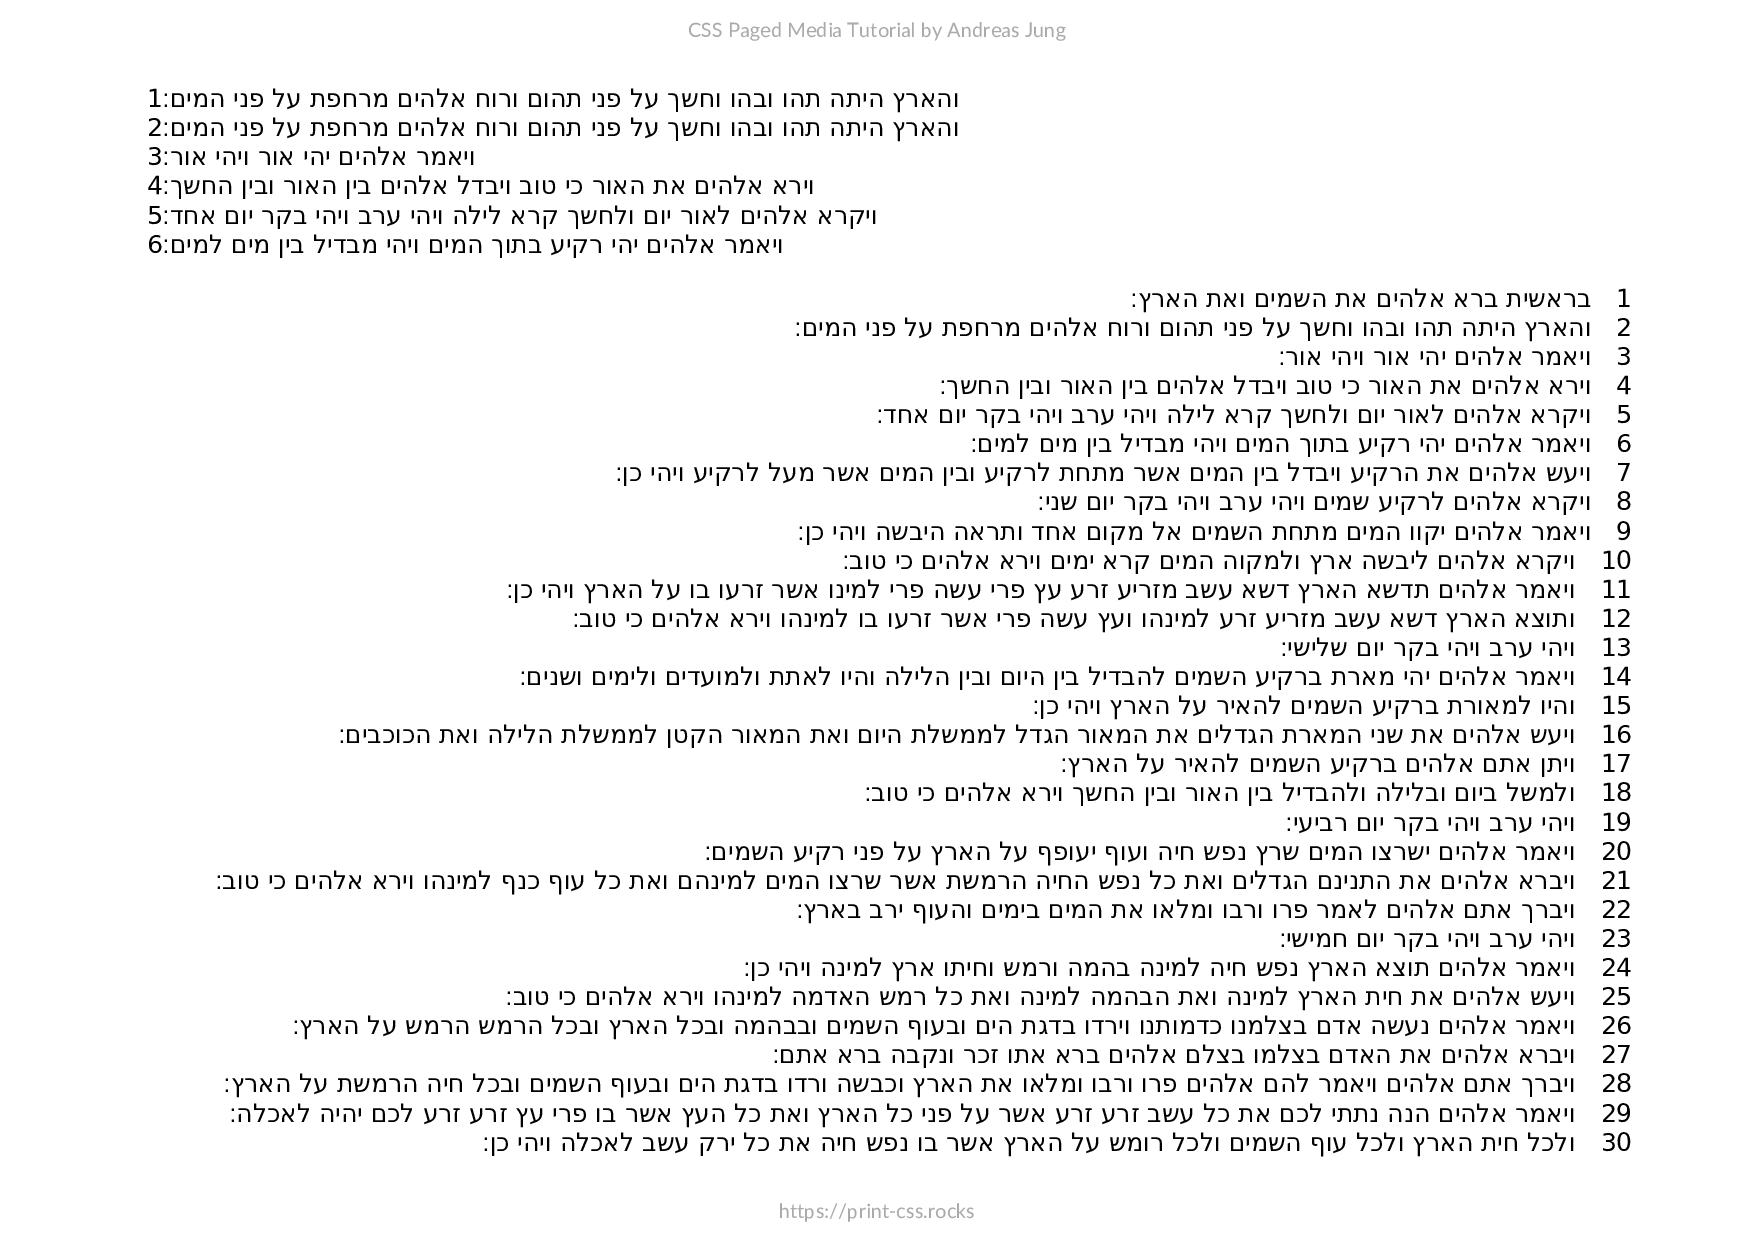 CSS Paged Media Tutorial by Andreas Jung
1:והארץ היתה תהו ובהו וחשך על פני תהום ורוח אלהים מרחפת על פני המים
2:והארץ היתה תהו ובהו וחשך על פני תהום ורוח אלהים מרחפת על פני המים
3:ויאמר אלהים יהי אור ויהי אור
4:וירא אלהים את האור כי טוב ויבדל אלהים בין האור ובין החשך
5:ויקרא אלהים לאור יום ולחשך קרא לילה ויהי ערב ויהי בקר יום אחד
6:ויאמר אלהים יהי רקיע בתוך המים ויהי מבדיל בין מים למים
1 בראשית ברא אלהים את השמים ואת הארץ:
2 והארץ היתה תהו ובהו וחשך על פני תהום ורוח אלהים מרחפת על פני המים:
3 ויאמר אלהים יהי אור ויהי אור:
4 וירא אלהים את האור כי טוב ויבדל אלהים בין האור ובין החשך:
5 ויקרא אלהים לאור יום ולחשך קרא לילה ויהי ערב ויהי בקר יום אחד:
6 ויאמר אלהים יהי רקיע בתוך המים ויהי מבדיל בין מים למים:
7 ויעש אלהים את הרקיע ויבדל בין המים אשר מתחת לרקיע ובין המים אשר מעל לרקיע ויהי כן:
8 ויקרא אלהים לרקיע שמים ויהי ערב ויהי בקר יום שני:
9 ויאמר אלהים יקוו המים מתחת השמים אל מקום אחד ותראה היבשה ויהי כן:
10 ויקרא אלהים ליבשה ארץ ולמקוה המים קרא ימים וירא אלהים כי טוב:
11 ויאמר אלהים תדשא הארץ דשא עשב מזריע זרע עץ פרי עשה פרי למינו אשר זרעו בו על הארץ ויהי כן:
12 ותוצא הארץ דשא עשב מזריע זרע למינהו ועץ עשה פרי אשר זרעו בו למינהו וירא אלהים כי טוב:
13 ויהי ערב ויהי בקר יום שלישי:
14 ויאמר אלהים יהי מארת ברקיע השמים להבדיל בין היום ובין הלילה והיו לאתת ולמועדים ולימים ושנים:
15 והיו למאורת ברקיע השמים להאיר על הארץ ויהי כן:
16 ויעש אלהים את שני המארת הגדלים את המאור הגדל לממשלת היום ואת המאור הקטן לממשלת הלילה ואת הכוכבים:
17 ויתן אתם אלהים ברקיע השמים להאיר על הארץ:
18 ולמשל ביום ובלילה ולהבדיל בין האור ובין החשך וירא אלהים כי טוב:
19 ויהי ערב ויהי בקר יום רביעי:
20 ויאמר אלהים ישרצו המים שרץ נפש חיה ועוף יעופף על הארץ על פני רקיע השמים:
21 ויברא אלהים את התנינם הגדלים ואת כל נפש החיה הרמשת אשר שרצו המים למינהם ואת כל עוף כנף למינהו וירא אלהים כי טוב:
22 ויברך אתם אלהים לאמר פרו ורבו ומלאו את המים בימים והעוף ירב בארץ:
23 ויהי ערב ויהי בקר יום חמישי:
24 ויאמר אלהים תוצא הארץ נפש חיה למינה בהמה ורמש וחיתו ארץ למינה ויהי כן:
25 ויעש אלהים את חית הארץ למינה ואת הבהמה למינה ואת כל רמש האדמה למינהו וירא אלהים כי טוב:
26 ויאמר אלהים נעשה אדם בצלמנו כדמותנו וירדו בדגת הים ובעוף השמים ובבהמה ובכל הארץ ובכל הרמש הרמש על הארץ:
27 ויברא אלהים את האדם בצלמו בצלם אלהים ברא אתו זכר ונקבה ברא אתם:
28 ויברך אתם אלהים ויאמר להם אלהים פרו ורבו ומלאו את הארץ וכבשה ורדו בדגת הים ובעוף השמים ובכל חיה הרמשת על הארץ:
29 ויאמר אלהים הנה נתתי לכם את כל עשב זרע זרע אשר על פני כל הארץ ואת כל העץ אשר בו פרי עץ זרע זרע לכם יהיה לאכלה:
30 ולכל חית הארץ ולכל עוף השמים ולכל רומש על הארץ אשר בו נפש חיה את כל ירק עשב לאכלה ויהי כן:
https://print-css.rocks